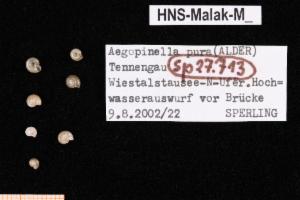 HNS-Malak-M_
Aegopinella pura (ALDER)
Tennengau Sp 27.713
Wiestalstausee-N-Ufer.Hoch=
wasserauswurf vor Brücke
9.8.2002/22 SPERLING